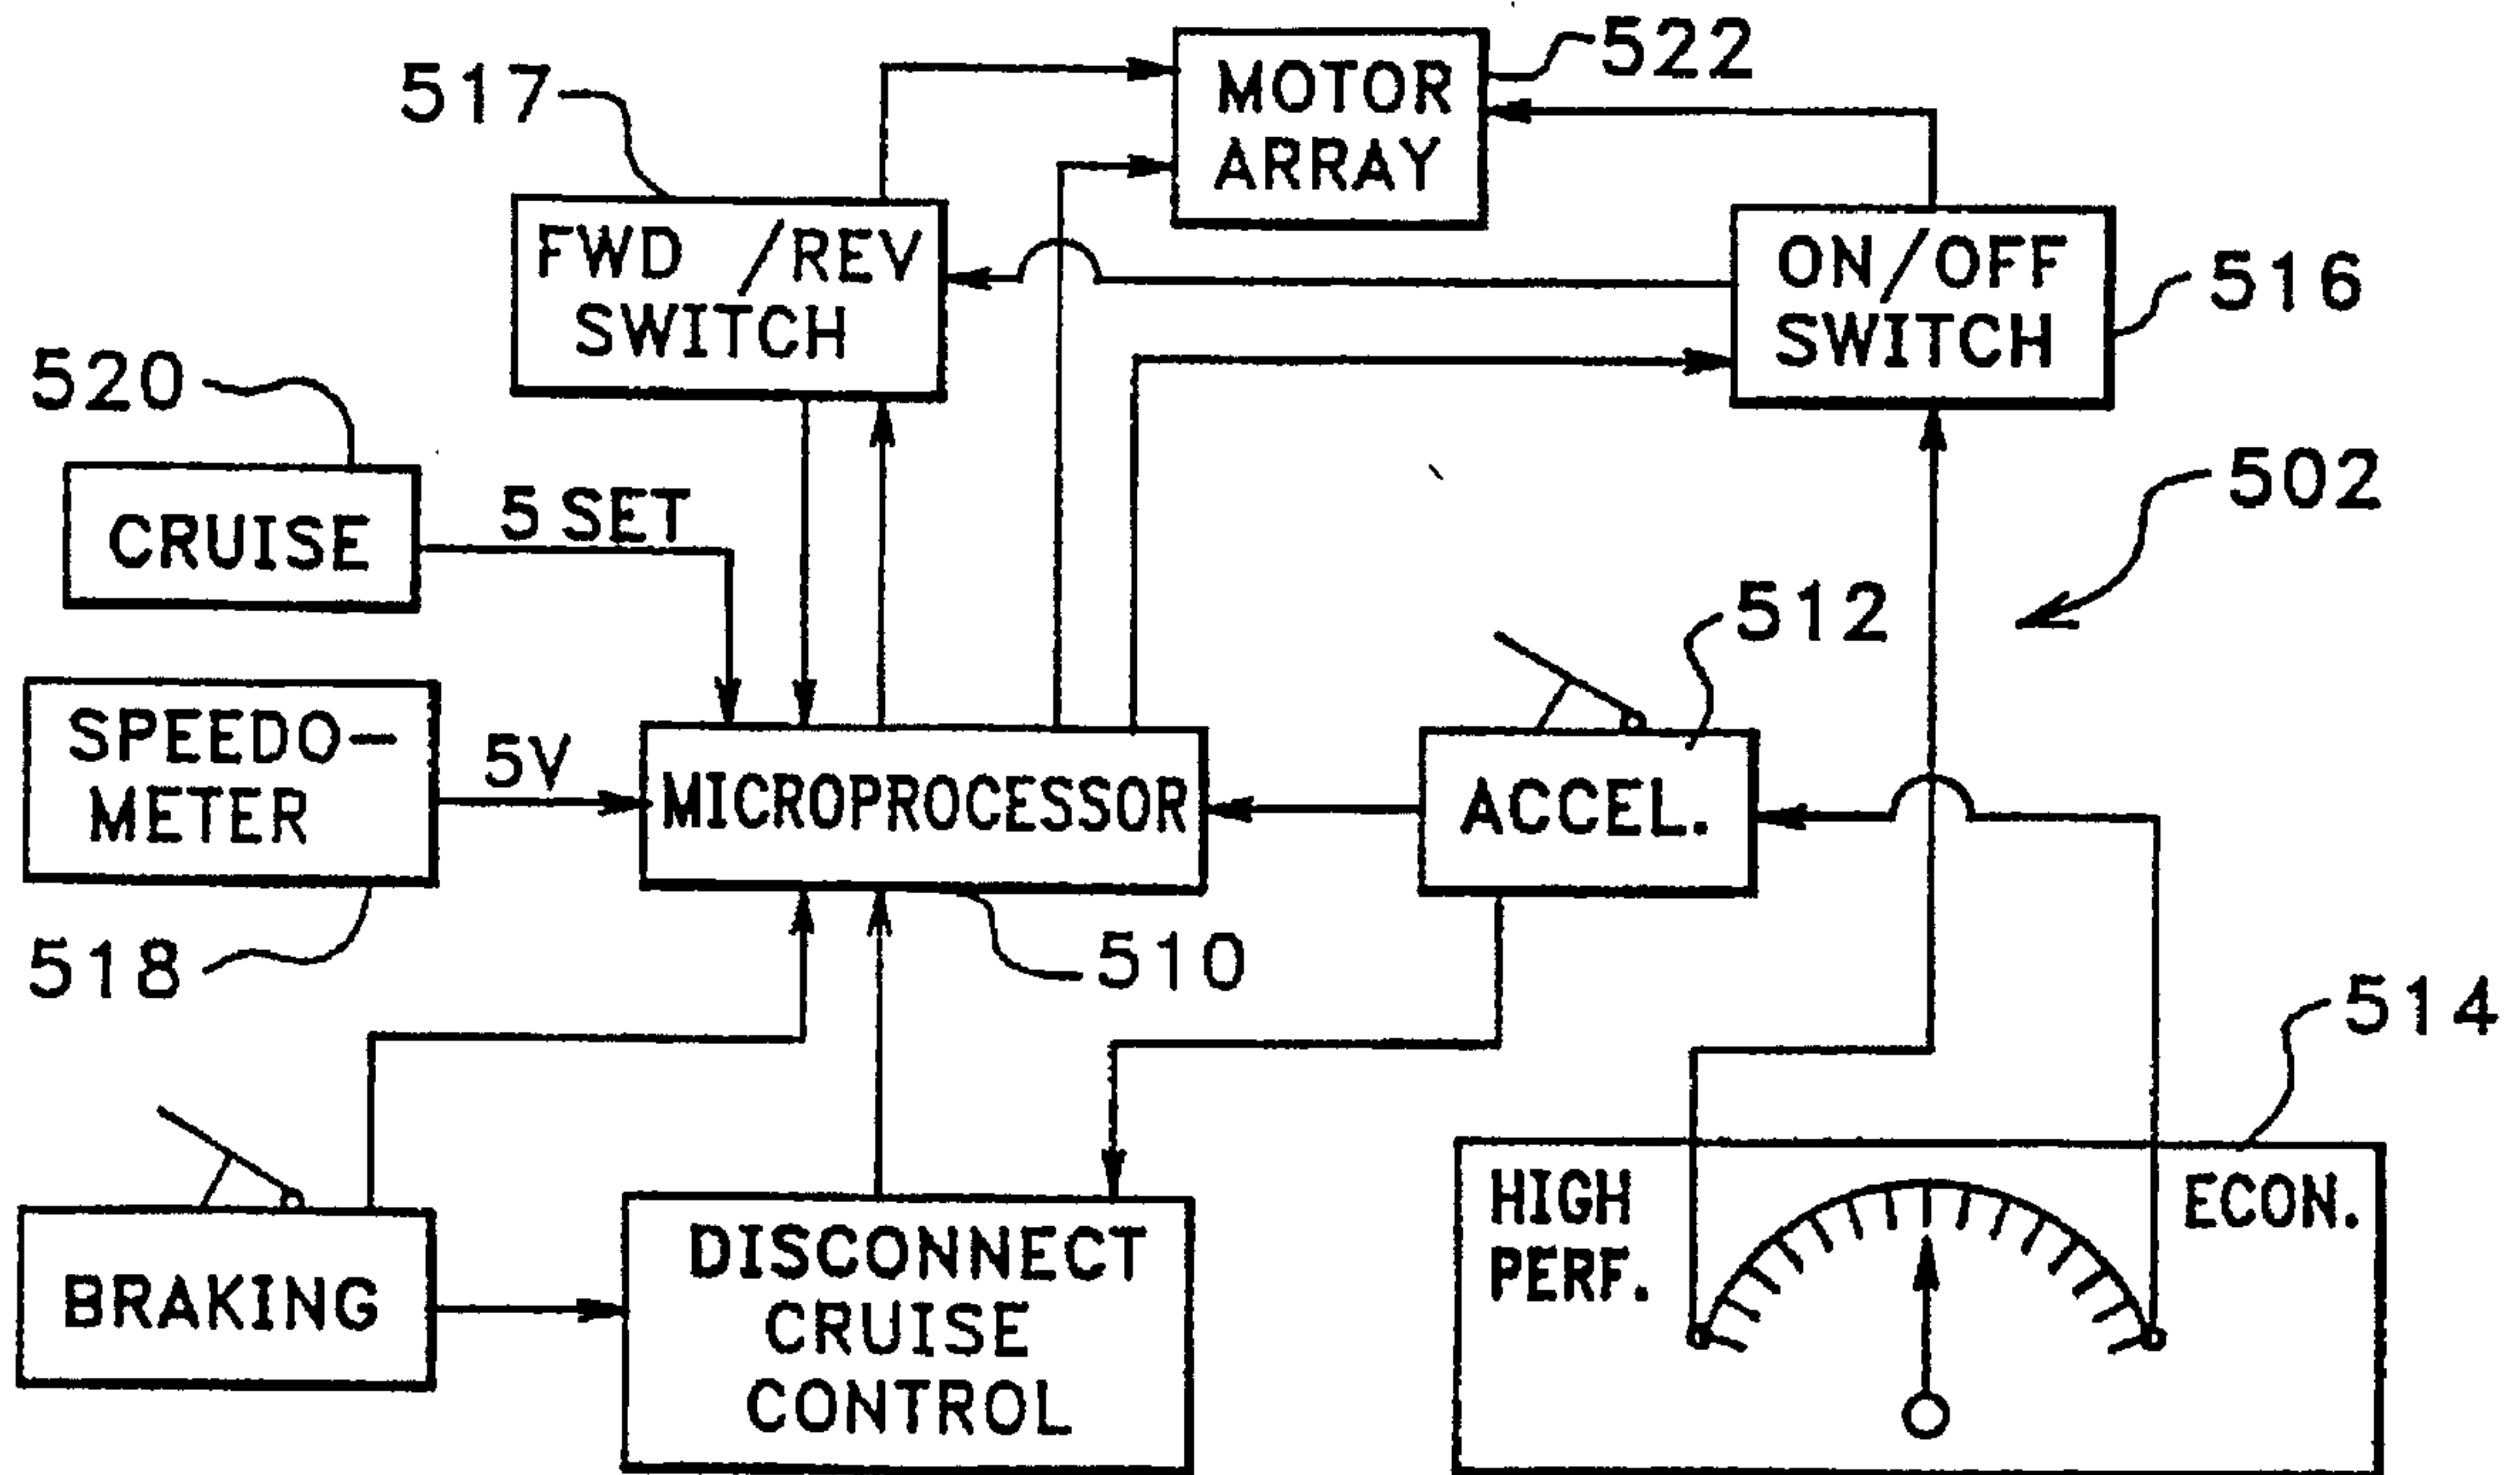 522
MOTOR
ARRAY
517
FWD /REV
SWITCH
ON/OFF
SWITCH
516
520
CRUISE
5 SET
502
512
SPEEDO-
METER
5V
MICROPROCESSOR
ACCEL.
518
510
514
BRAKING
DISCONNECT
CRUISE
CONTROL
HIGH
PERF.
ECON.